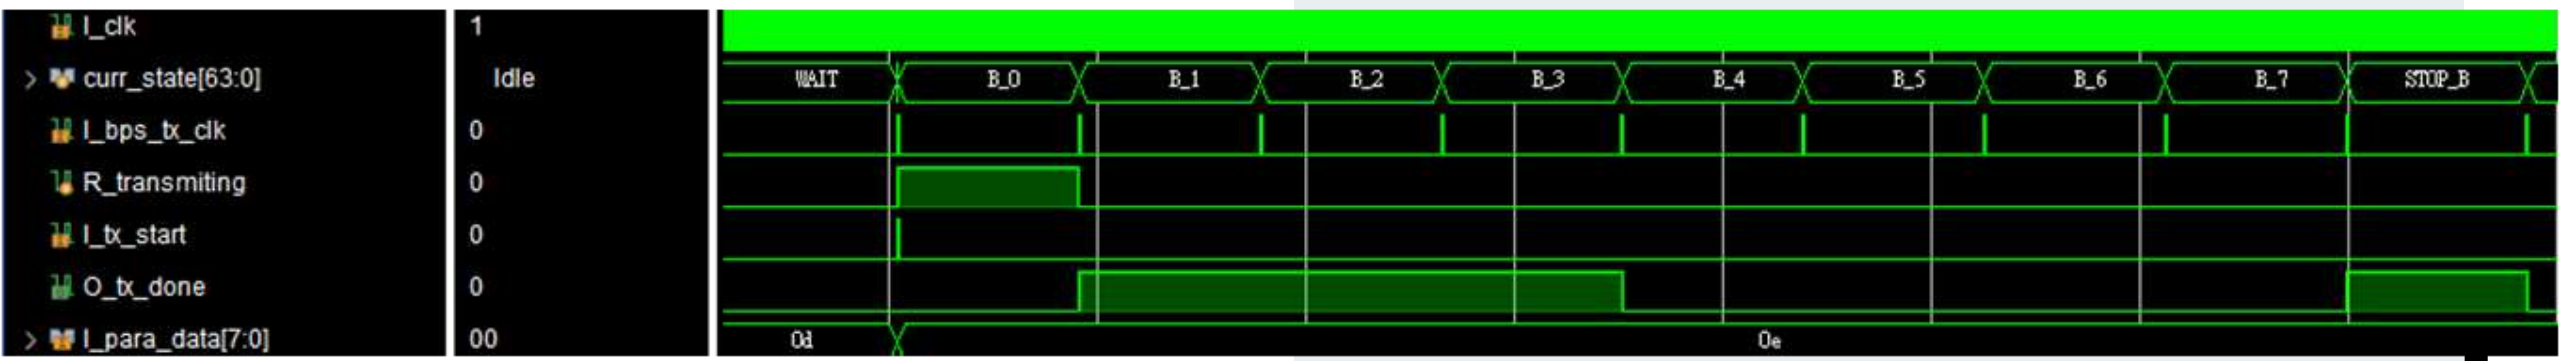 I_clk 1
curr_state[63:0] Idle WAIT B_0 B_1 B_2 B_3 B_4 B_5 B_6 B_7 STOP_B
I_bps_tx_clk 0
R_transmiting 0
I_tx_start 0
O_tx_done 0
I_para_data[7:0] 00 0d 0e